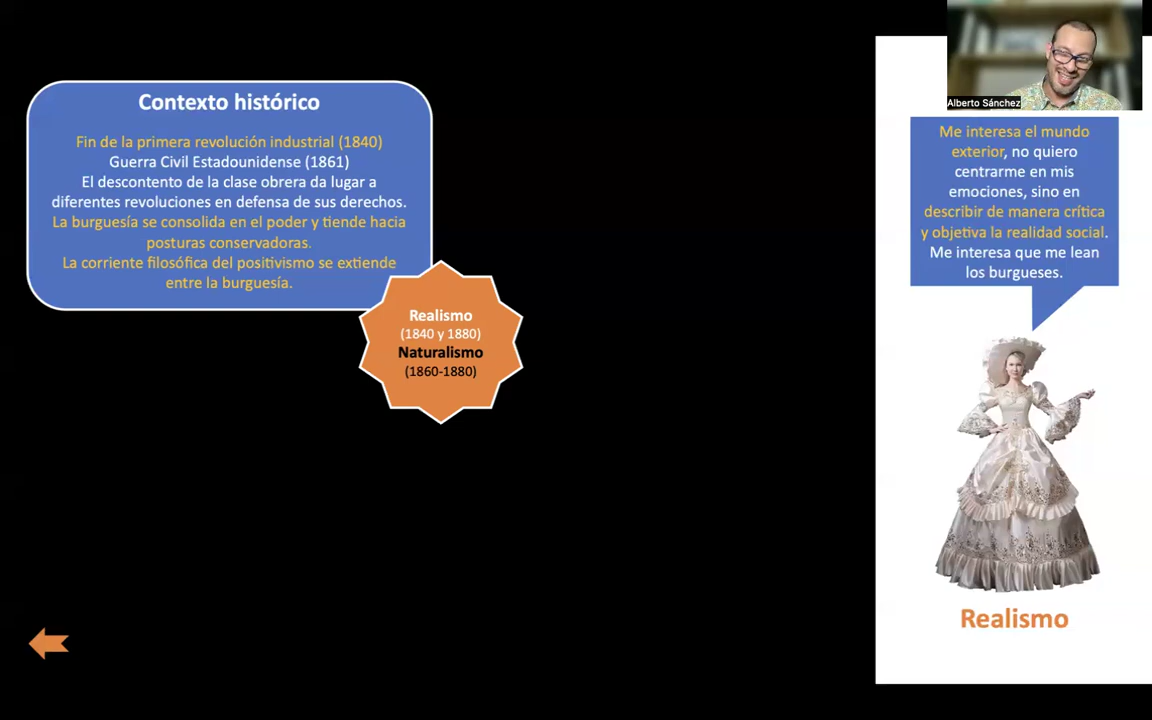 Contexto histórico
Fin de la primera revolución industrial (1840)
Guerra Civil Estadounidense (1861)
El descontento de la clase obrera da lugar a
diferentes revoluciones en defensa de sus derechos.
La burguesía se consolida en el poder y tiende hacia
posturas conservadoras.
La corriente filosófica del positivismo se extiende
entre la burguesía.
Realismo
(1840 y 1880)
Naturalismo
(1860-1880)
Alberto Sánchez
Me interesa el mundo
exterior, no quiero
centrarme en mis
emociones, sino en
describir de manera crítica
y objetiva la realidad social.
Me interesa que me lean
los burgueses.
Realismo